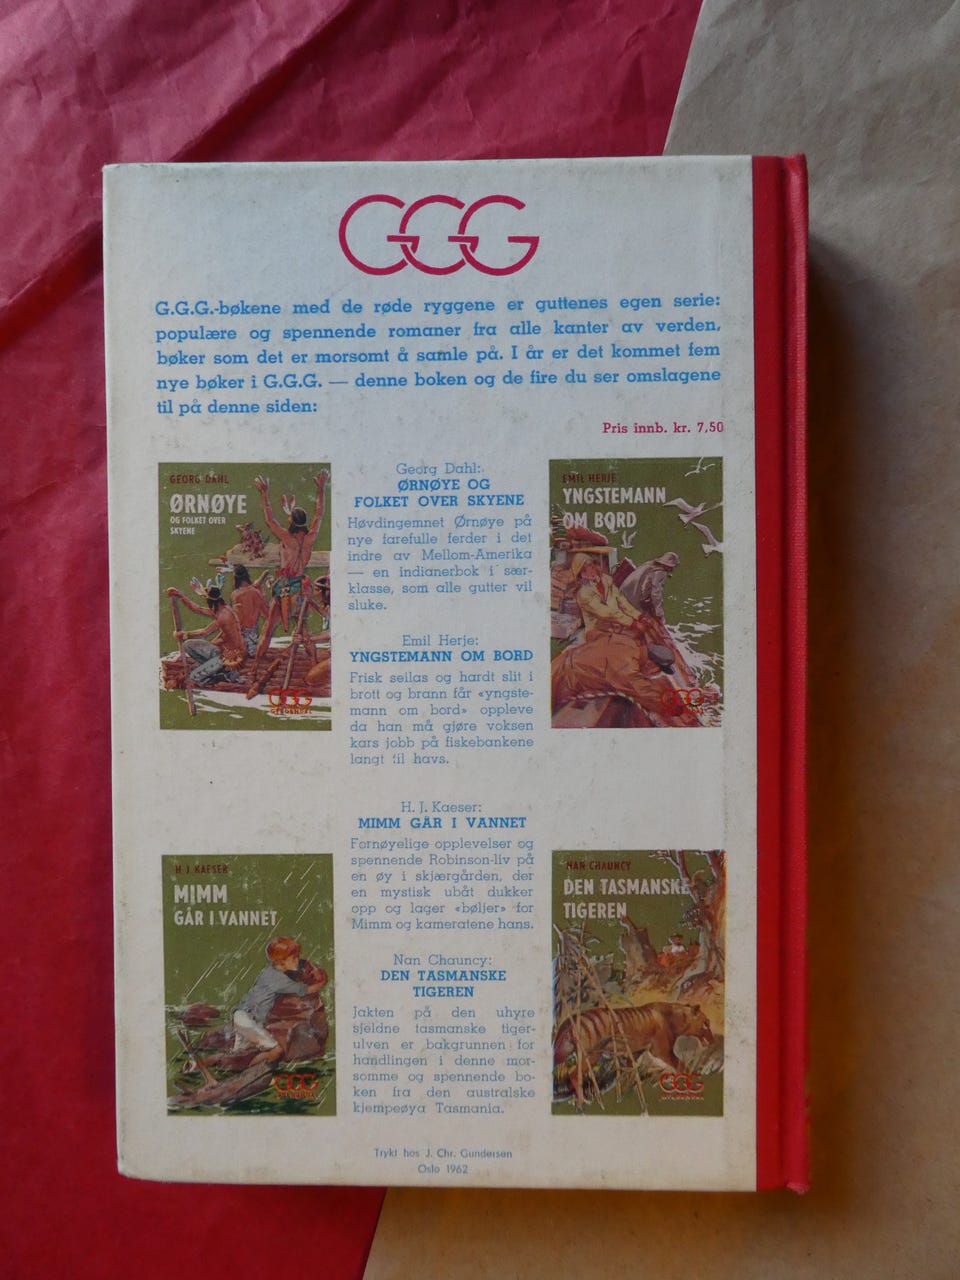 GGG
G.G.G.-bøkene med de røde ryggene er guttenes egen serie:
populære og spennende romaner fra alle kanter av verden,
bøker som det er morsomt å samle på. I år er det kommet fem
nye bøker i G.G.G. — denne boken og de fire du ser omslagene
til på denne siden:
Pris innb. kr. 7,50
GEORG DAHL
ØRNØYE
OG FOLKET OVER
SKYENE
GGG
GYLDENDAL
Georg Dahl:
ØRNØYE OG
FOLKET OVER SKYENE
Høvdingemnet Ørnøye på
nye farefulle ferder i det
indre av Mellom-Amerika
— en indianerbok i sær-
klasse, som alle gutter vil
sluke.
EMIL HERJE
YNGSTEMANN
OM BORD
GGG
Emil Herje:
YNGSTEMANN OM BORD
Frisk seilas og hardt slit i
brott og brann får «yngste-
mann om bord» oppleve
da han må gjøre voksen
kars jobb på fiskebankene
langt til havs.
H. J. KAESER
MIMM
GÅR I VANNET
GGG
GYLDENDAL
H. J. Kaeser:
MIMM GÅR I VANNET
Fornøyelige opplevelser og
spennende Robinson-liv på
en øy i skjærgården, der
en mystisk ubåt dukker
opp og lager «bøljer» for
Mimm og kameratene hans.
Nan Chauncy:
DEN TASMANSKE
TIGEREN
Jakten på den uhyre
sjeldne tasmanske tiger-
ulven er bakgrunnen for
handlingen i denne mor-
somme og spennende bo-
ken fra den australske
kjempeøya Tasmania.
NAN CHAUNCY
DEN TASMANSKE
TIGEREN
GGG
GYLDENDAL
Trykt hos J. Chr. Gundersen
Oslo 1962